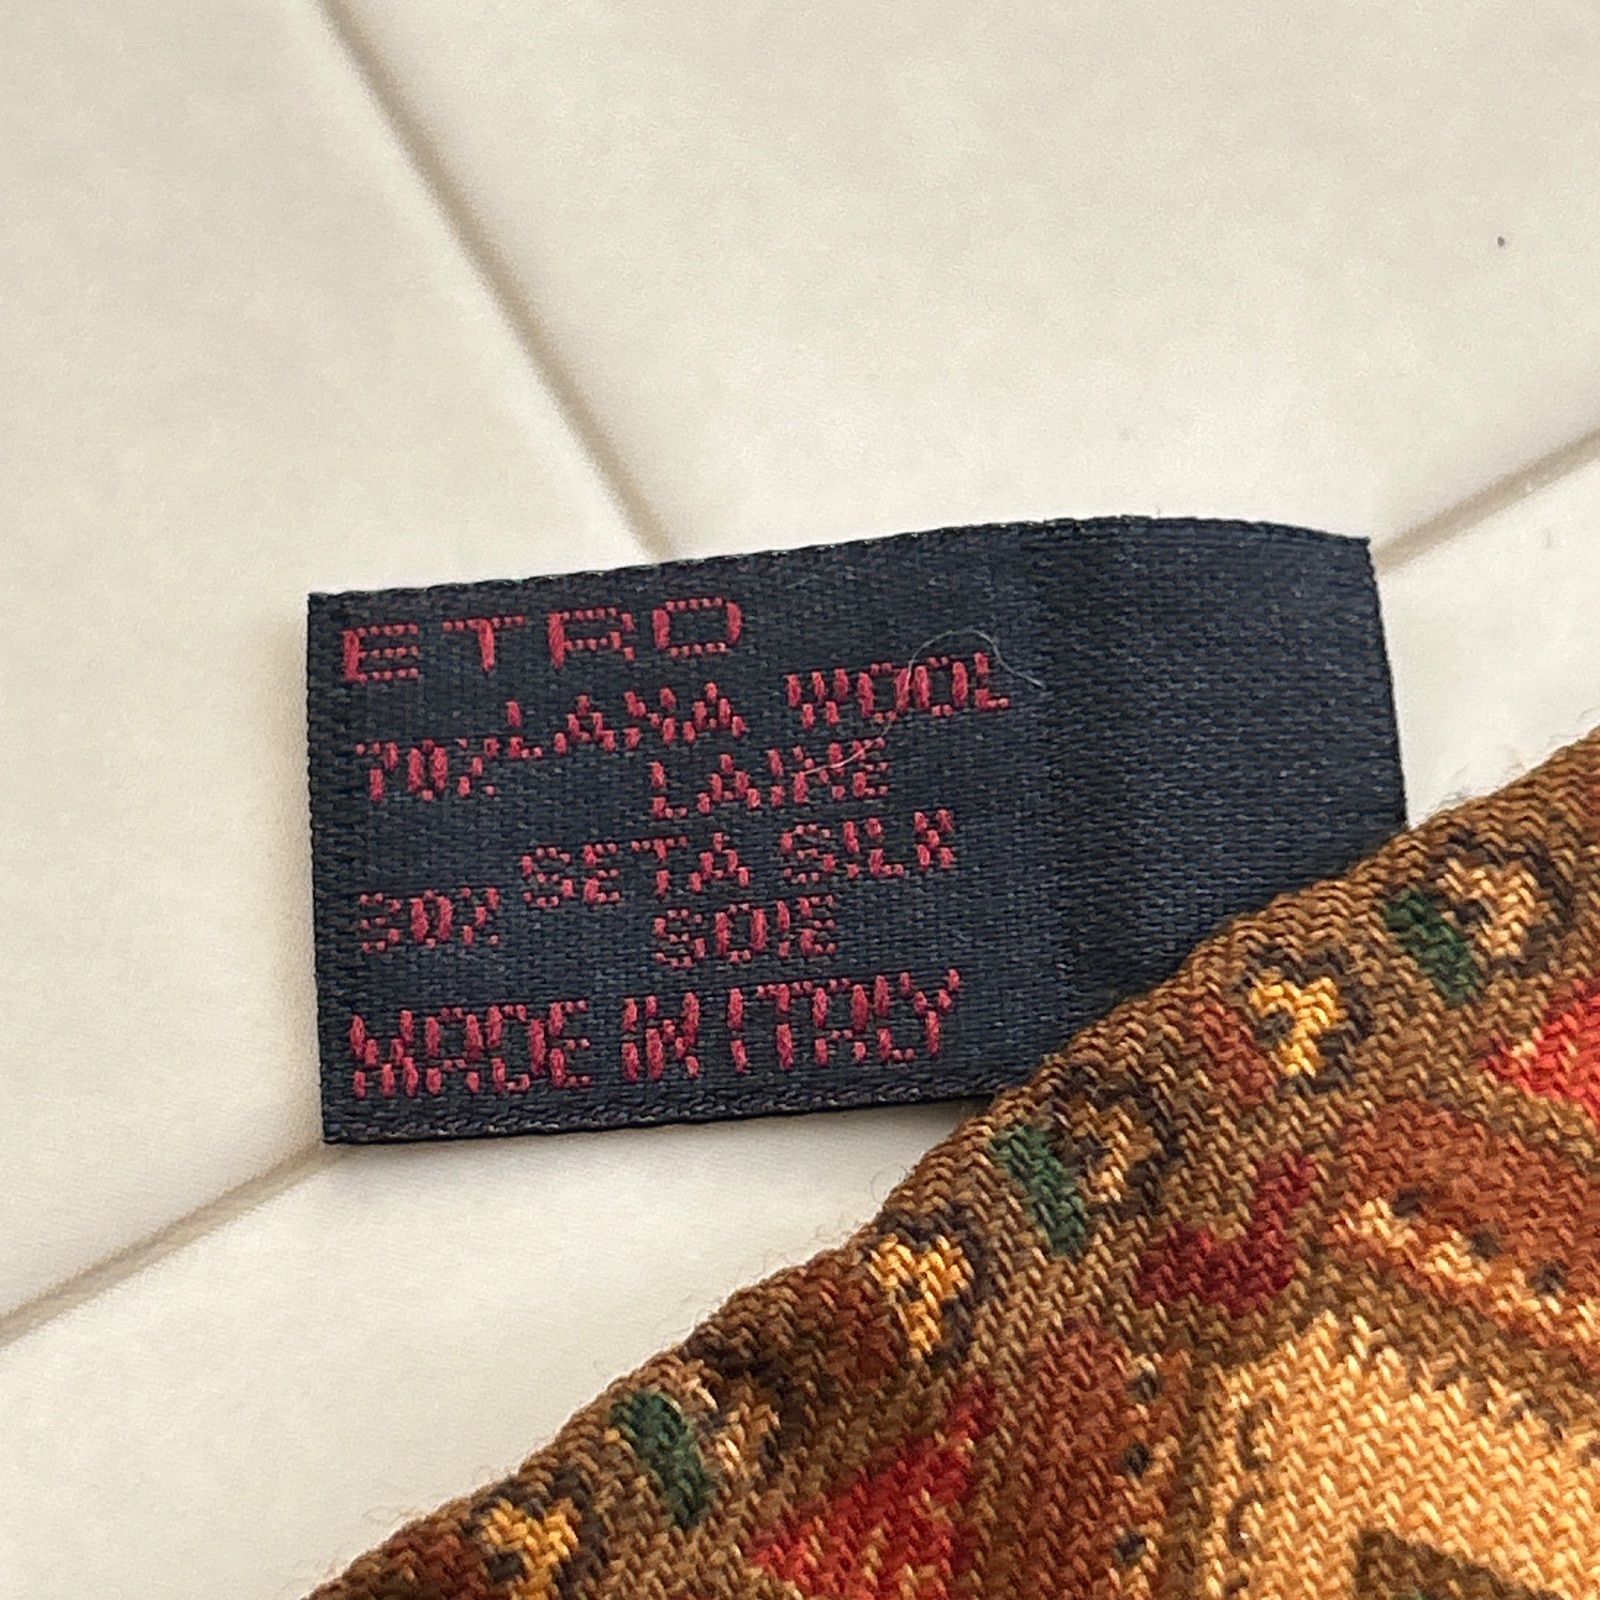 ETRO
70% LANA WOOL
LAINE
30% SETA SILK
SOIE
MADE IN ITALY